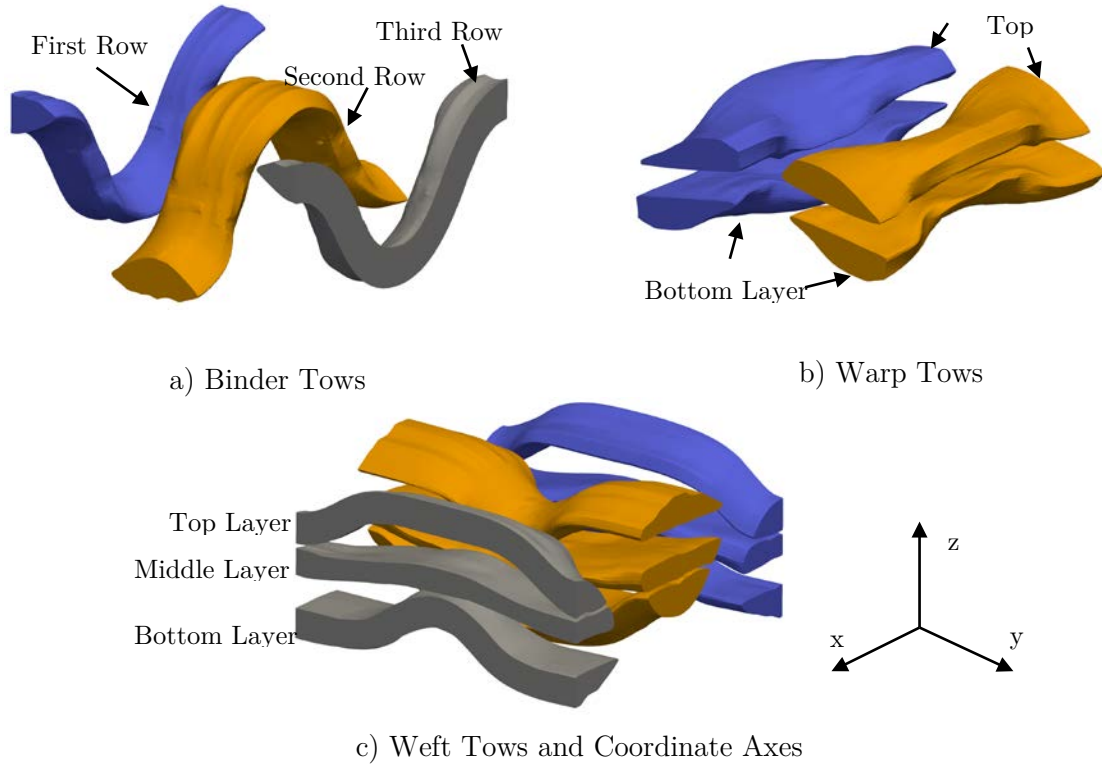 First Row
Second Row
Third Row
Top
Bottom Layer
a) Binder Tows
b) Warp Tows
Top Layer
Middle Layer
Bottom Layer
z
x
y
c) Weft Tows and Coordinate Axes